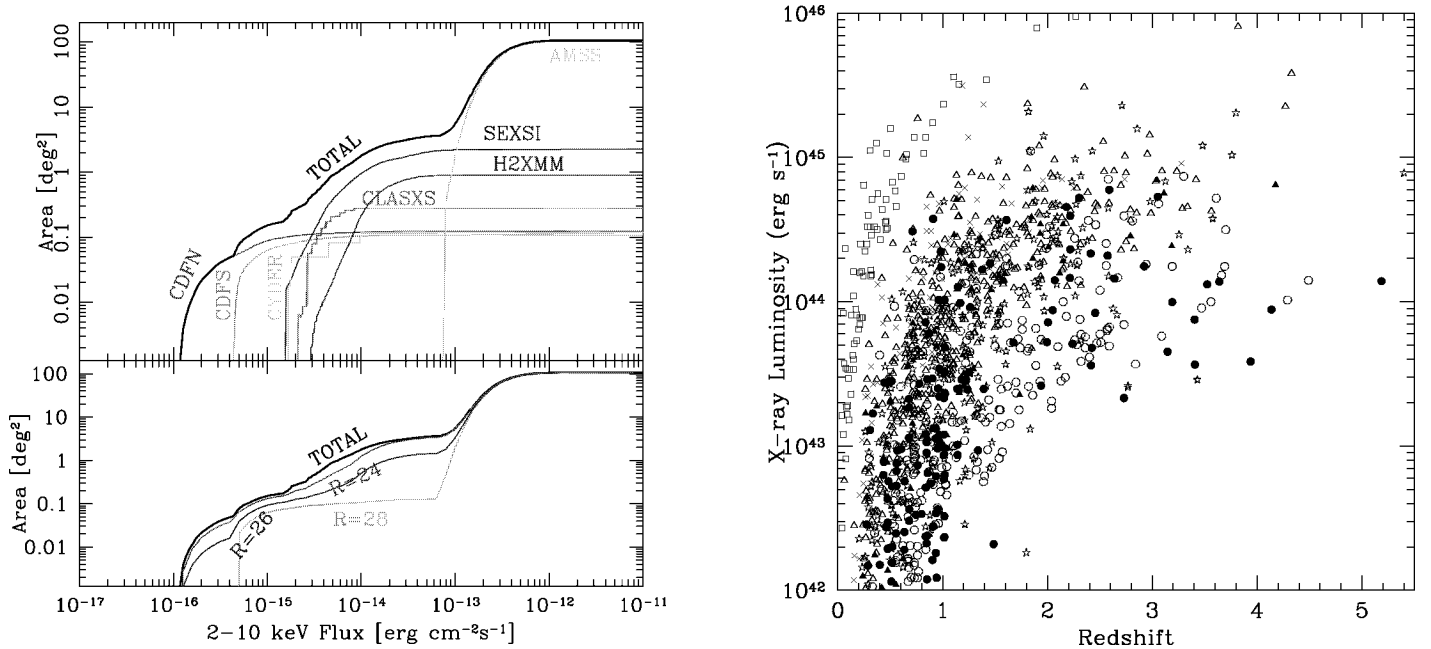 100
10
1
0.1
0.01
Area [deg²]
AMSS
SEXSI
H2XMM
TOTAL
CLASXS
CDFN
CDFS
CYDER
100
10
1
0.1
0.01
Area [deg²]
TOTAL
R=24
R=26
R=28
10⁻¹⁷ 10⁻¹⁶ 10⁻¹⁵ 10⁻¹⁴ 10⁻¹³ 10⁻¹² 10⁻¹¹
2−10 keV Flux [erg cm⁻²s⁻¹]
10⁴⁶
10⁴⁵
10⁴⁴
10⁴³
10⁴²
X−ray Luminosity (erg s⁻¹)
0 1 2 3 4 5
Redshift